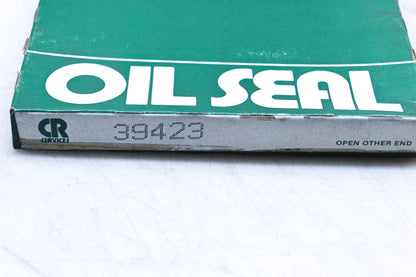 OIL SEAL
CR
SERVICES
39423
OPEN OTHER END